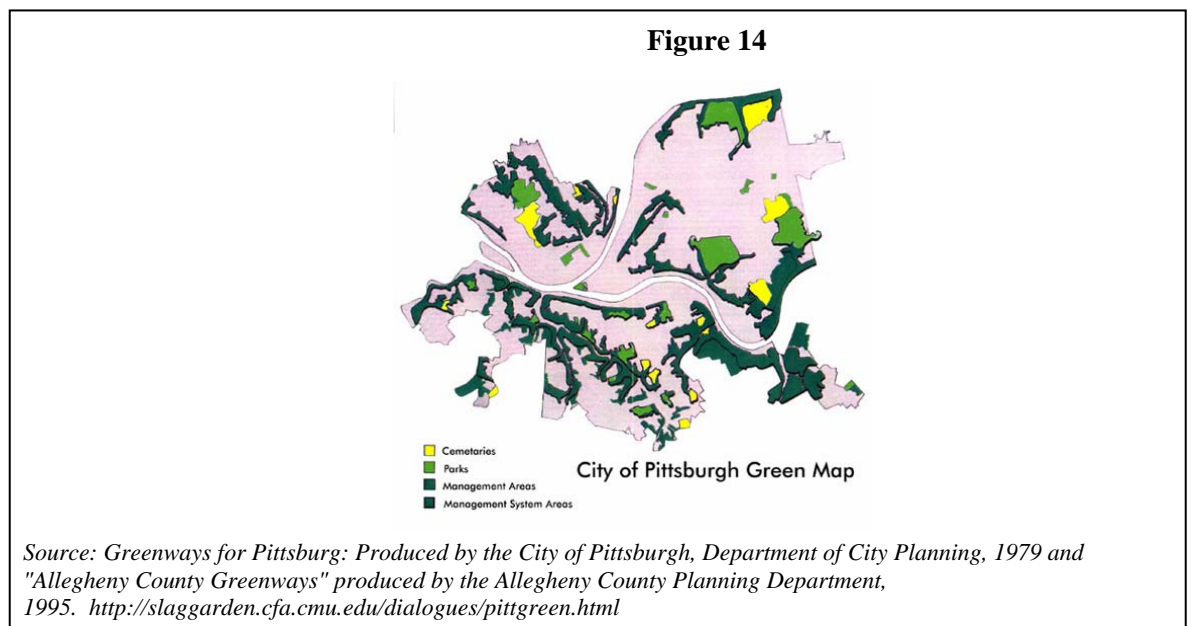 Figure 14
Cemetaries
Parks
Management Areas
Management System Areas
City of Pittsburgh Green Map
Source: Greenways for Pittsburg: Produced by the City of Pittsburgh, Department of City Planning, 1979 and
"Allegheny County Greenways" produced by the Allegheny County Planning Department,
1995. http://slaggarden.cfa.cmu.edu/dialogues/pittgreen.html